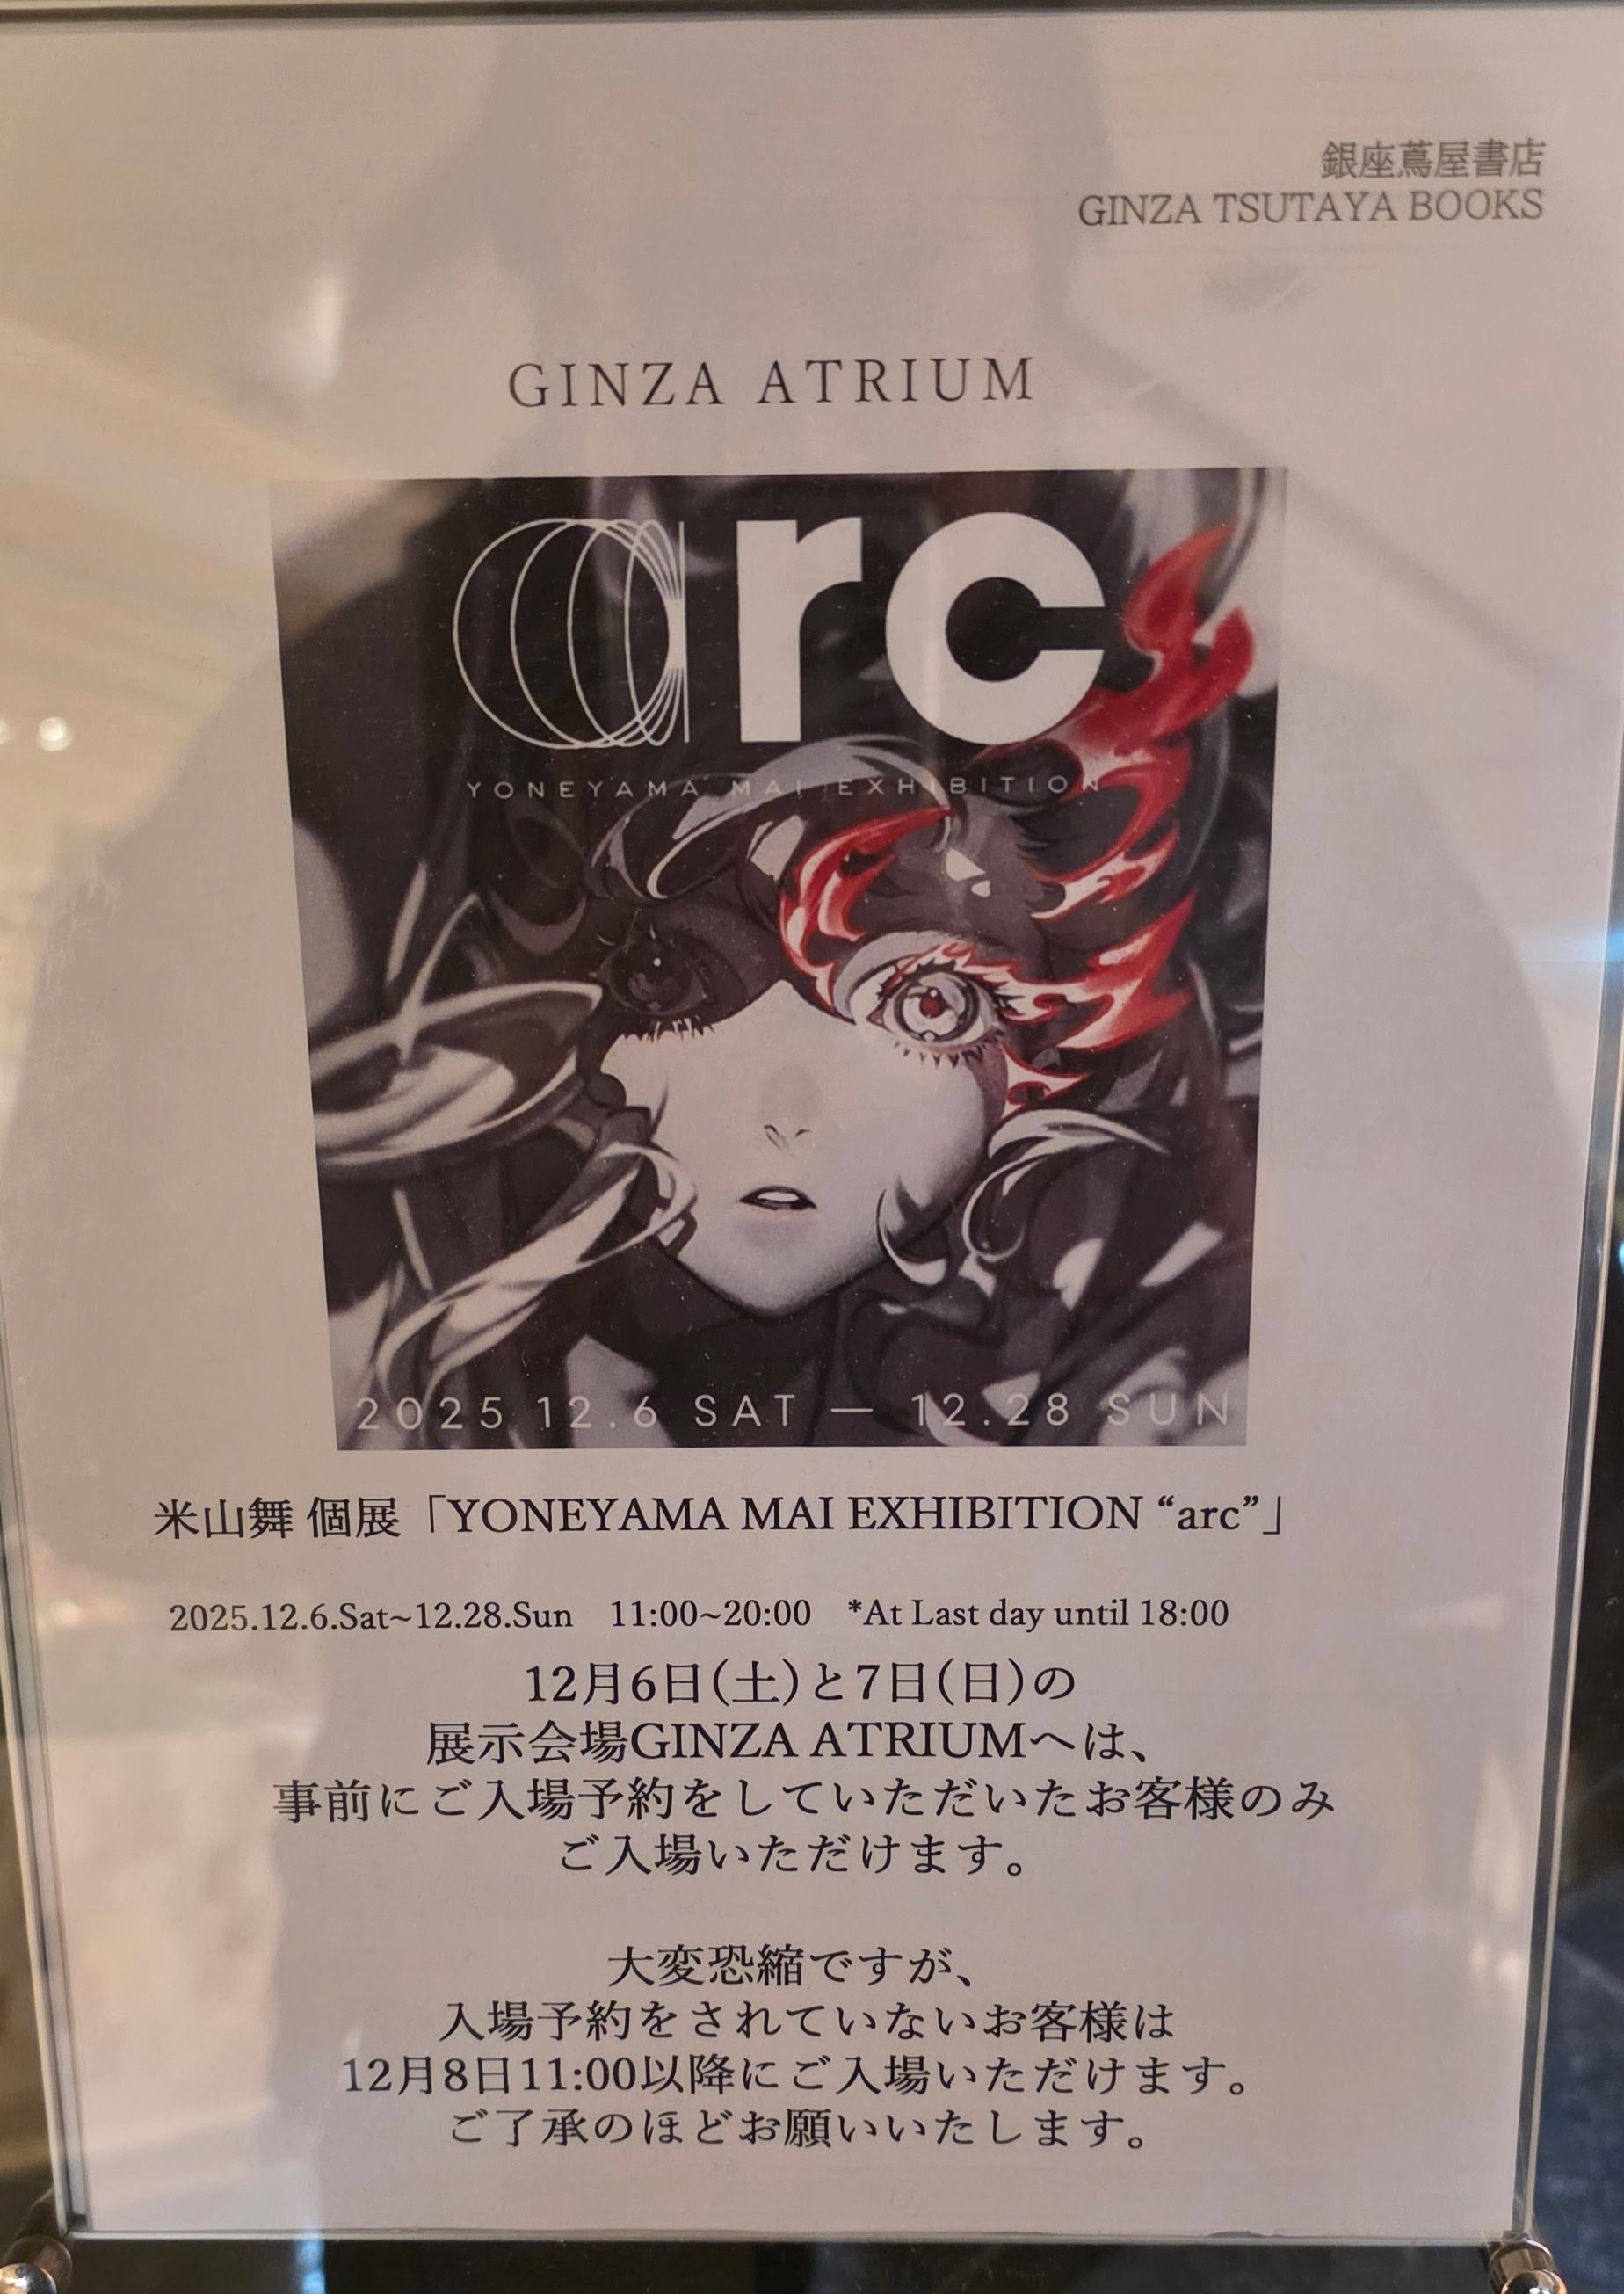 銀座蔦屋書店
GINZA TSUTAYA BOOKS
GINZA ATRIUM
arc
YONEYAMA MAI EXHIBITION
2025.12.6 SAT — 12.28 SUN
米山舞 個展「YONEYAMA MAI EXHIBITION “arc”」
2025.12.6.Sat~12.28.Sun 11:00~20:00 *At Last day until 18:00
12月6日(土)と7日(日)の
展示会場GINZA ATRIUMへは、
事前にご入場予約をしていただいたお客様のみ
ご入場いただけます。
大変恐縮ですが、
入場予約をされていないお客様は
12月8日11:00以降にご入場いただけます。
ご了承のほどお願いいたします。